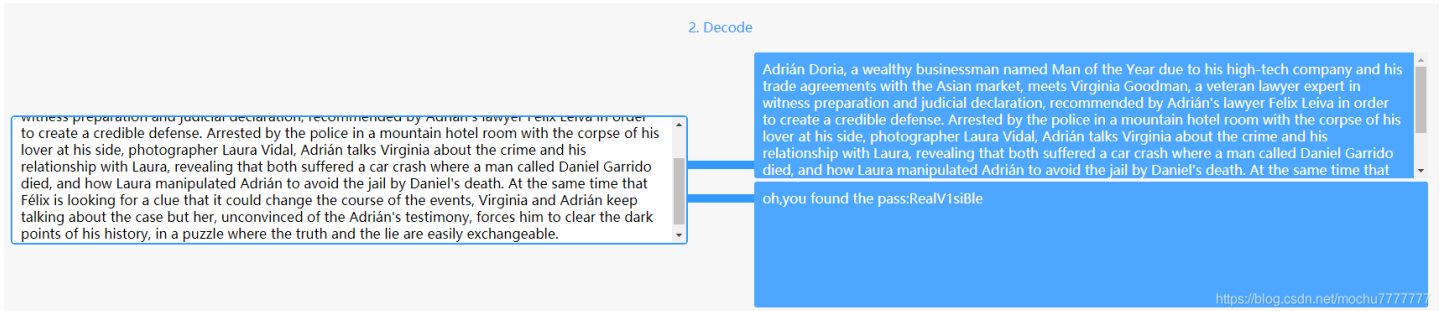 2. Decode
witness preparation and judicial declaration, recommended by Adrián's lawyer Felix Leiva in order
to create a credible defense. Arrested by the police in a mountain hotel room with the corpse of his
lover at his side, photographer Laura Vidal, Adrián talks Virginia about the crime and his
relationship with Laura, revealing that both suffered a car crash where a man called Daniel Garrido
died, and how Laura manipulated Adrián to avoid the jail by Daniel's death. At the same time that
Félix is looking for a clue that it could change the course of the events, Virginia and Adrián keep
talking about the case but her, unconvinced of the Adrián's testimony, forces him to clear the dark
points of his history, in a puzzle where the truth and the lie are easily exchangeable.
Adrián Doria, a wealthy businessman named Man of the Year due to his high-tech company and his
trade agreements with the Asian market, meets Virginia Goodman, a veteran lawyer expert in
witness preparation and judicial declaration, recommended by Adrián's lawyer Felix Leiva in order
to create a credible defense. Arrested by the police in a mountain hotel room with the corpse of his
lover at his side, photographer Laura Vidal, Adrián talks Virginia about the crime and his
relationship with Laura, revealing that both suffered a car crash where a man called Daniel Garrido
died, and how Laura manipulated Adrián to avoid the jail by Daniel's death. At the same time that
oh,you found the pass:RealV1siBle
https://blog.csdn.net/mochu7777777